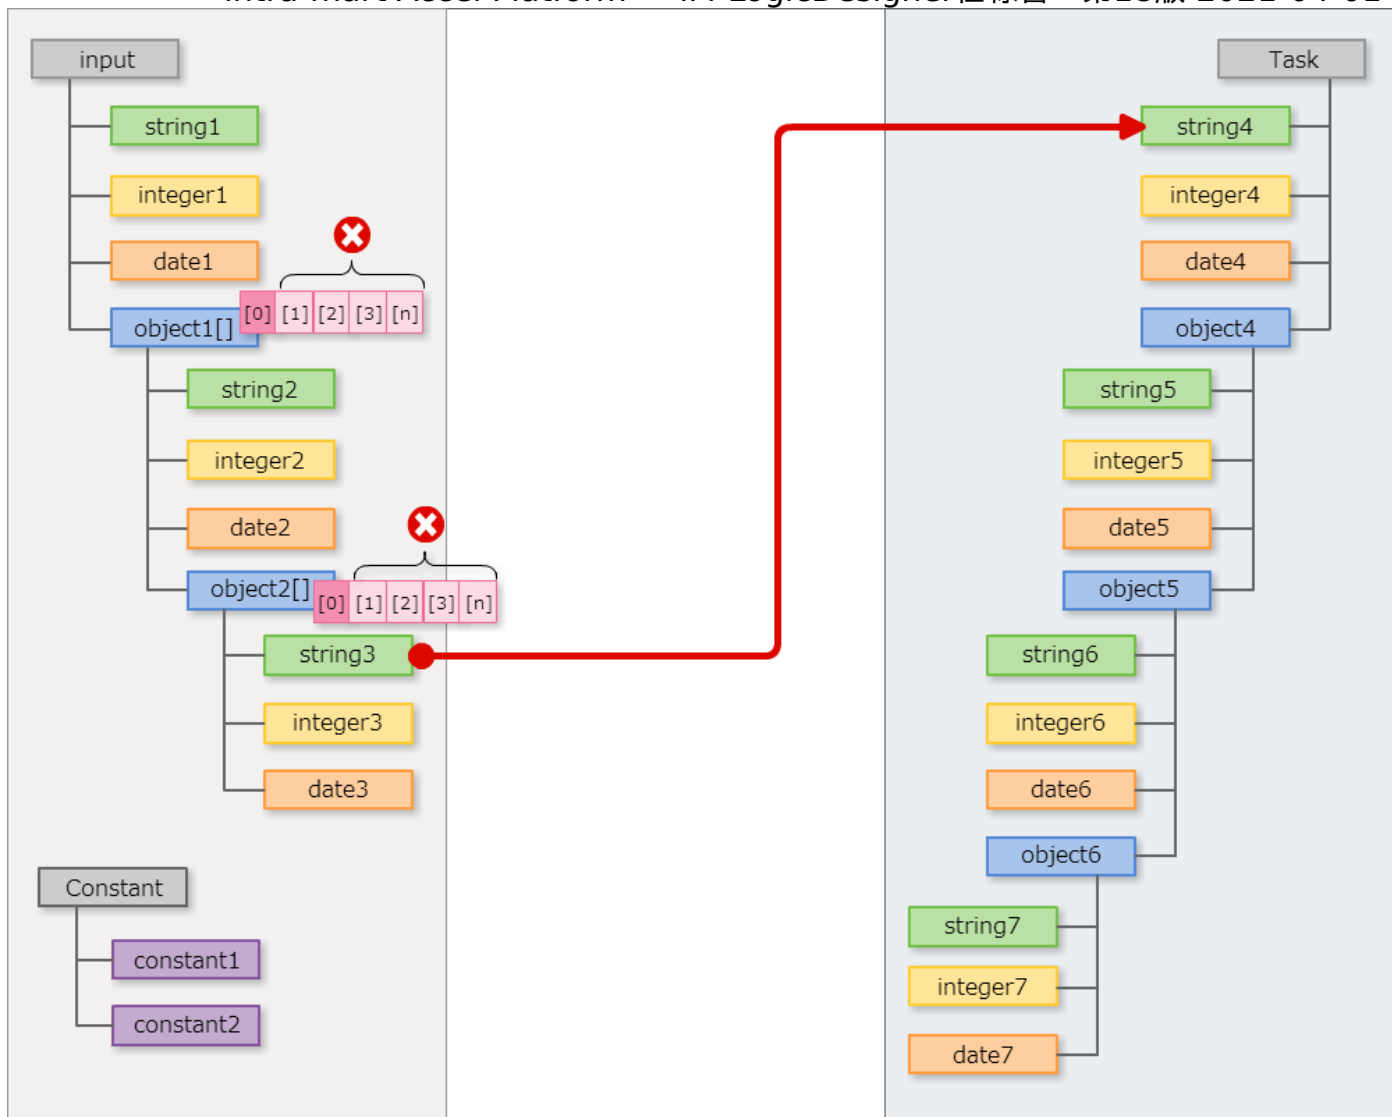 input
string1
integer1
date1
object1[]
[0] [1] [2] [3] [n]
string2
integer2
date2
object2[]
[0] [1] [2] [3] [n]
string3
integer3
date3
Constant
constant1
constant2
Task
string4
integer4
date4
object4
string5
integer5
date5
object5
string6
integer6
date6
object6
string7
integer7
date7